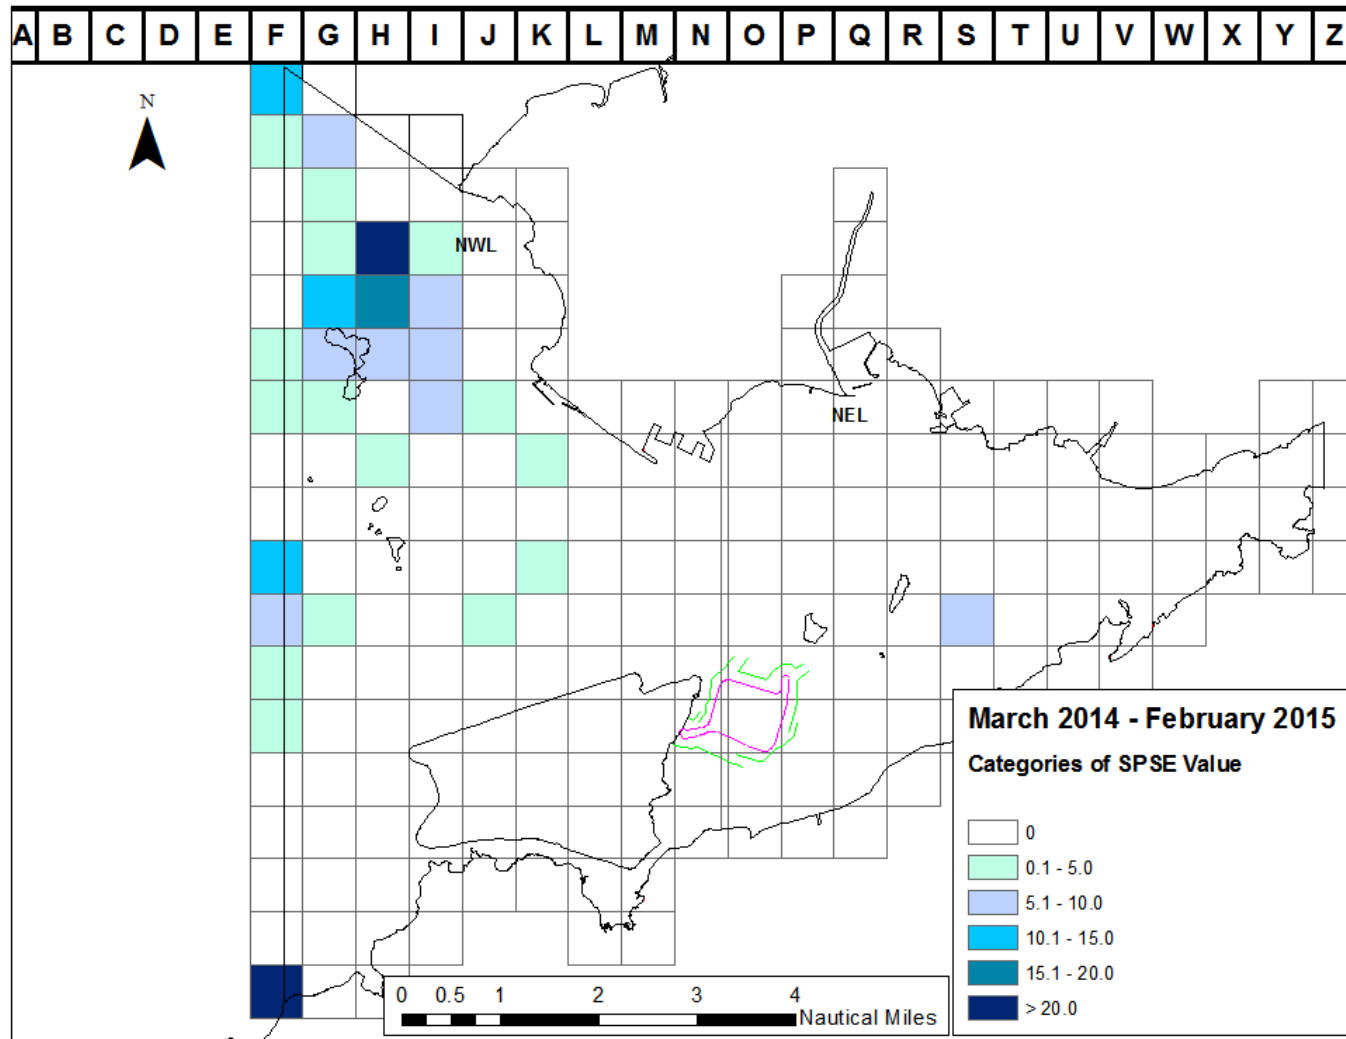 A B C D E F G H I J K L M N O P Q R S T U V W X Y Z
N
NWL
NEL
March 2014 - February 2015
Categories of SPSE Value
0
0.1 - 5.0
5.1 - 10.0
10.1 - 15.0
15.1 - 20.0
> 20.0
0 0.5 1 2 3 4
Nautical Miles